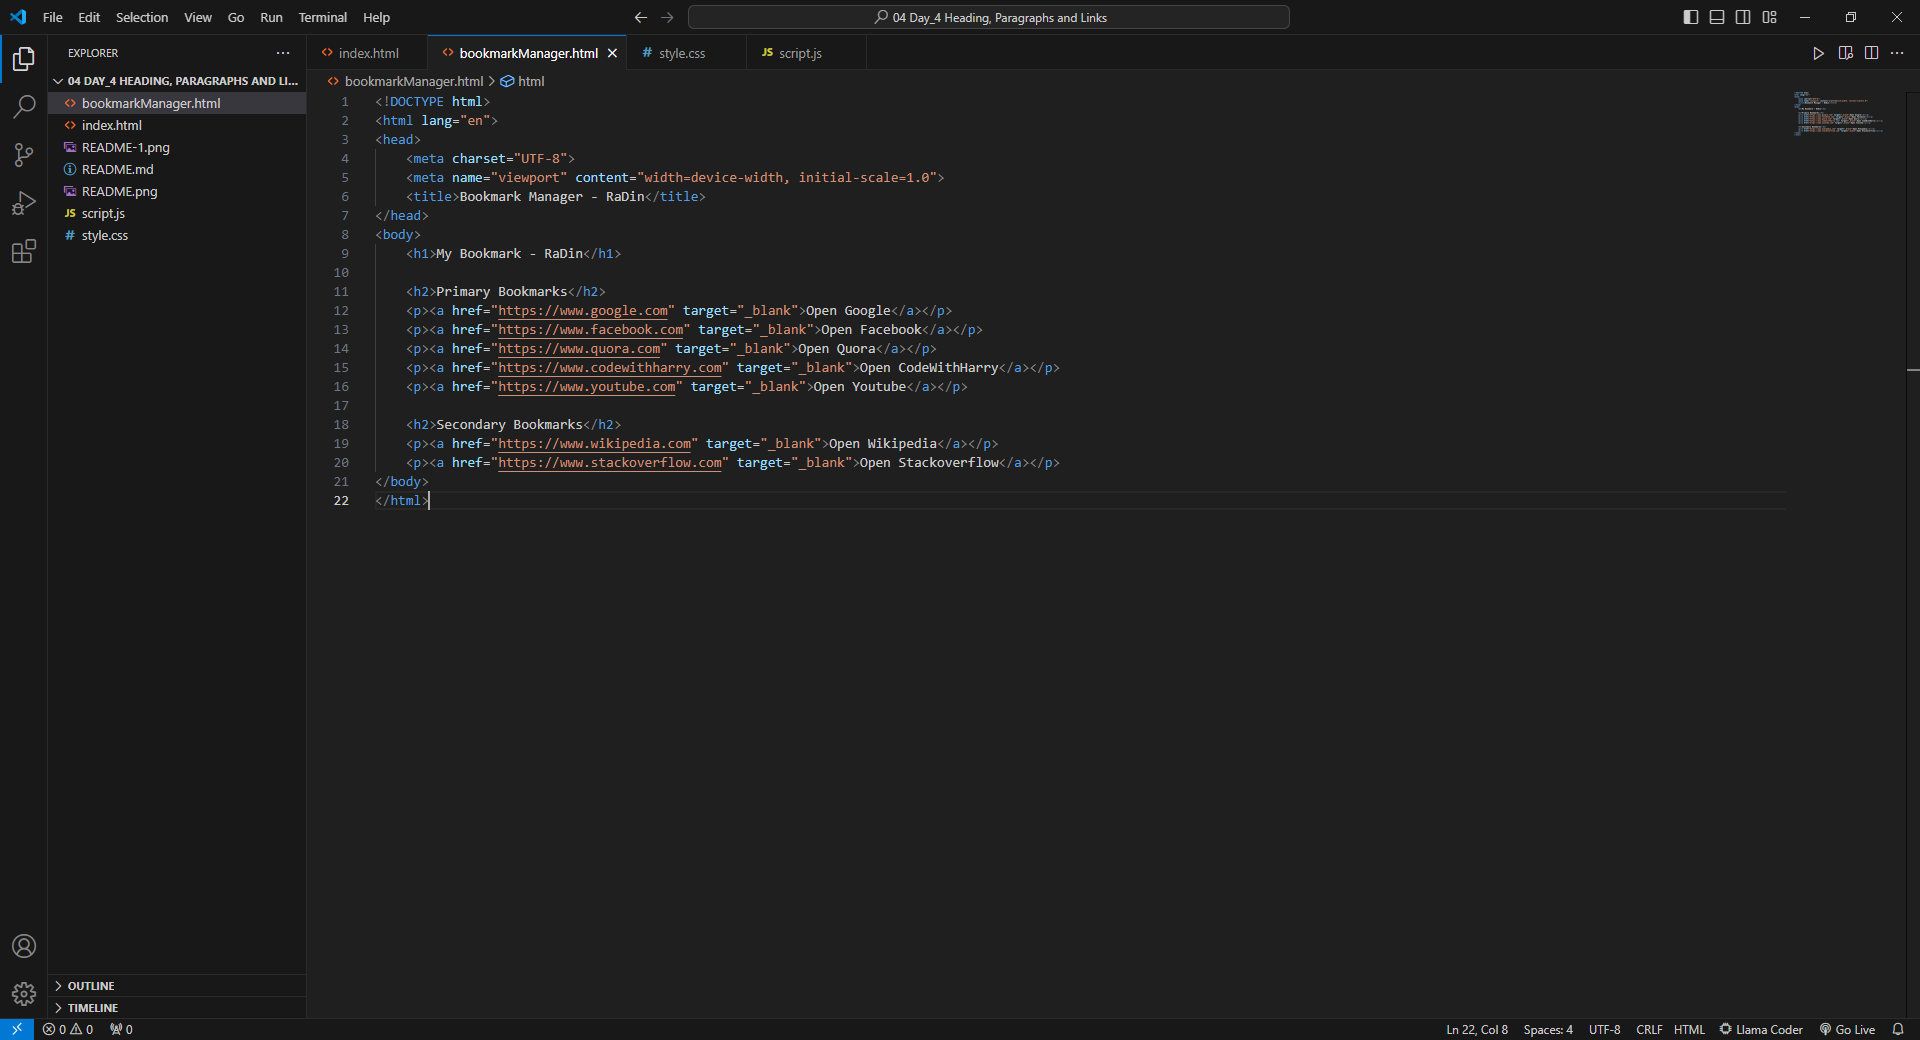 File Edit Selection View Go Run Terminal Help
04 Day_4 Heading, Paragraphs and Links
EXPLORER
04 DAY_4 HEADING, PARAGRAPHS AND LI...
bookmarkManager.html
index.html
README-1.png
README.md
README.png
script.js
style.css
OUTLINE
TIMELINE
index.html bookmarkManager.html style.css script.js
bookmarkManager.html > html
1 <!DOCTYPE html>
2 <html lang="en">
3 <head>
4     <meta charset="UTF-8">
5     <meta name="viewport" content="width=device-width, initial-scale=1.0">
6     <title>Bookmark Manager - RaDin</title>
7 </head>
8 <body>
9     <h1>My Bookmark - RaDin</h1>
10
11     <h2>Primary Bookmarks</h2>
12     <p><a href="https://www.google.com" target="_blank">Open Google</a></p>
13     <p><a href="https://www.facebook.com" target="_blank">Open Facebook</a></p>
14     <p><a href="https://www.quora.com" target="_blank">Open Quora</a></p>
15     <p><a href="https://www.codewithharry.com" target="_blank">Open CodeWithHarry</a></p>
16     <p><a href="https://www.youtube.com" target="_blank">Open Youtube</a></p>
17
18     <h2>Secondary Bookmarks</h2>
19     <p><a href="https://www.wikipedia.com" target="_blank">Open Wikipedia</a></p>
20     <p><a href="https://www.stackoverflow.com" target="_blank">Open Stackoverflow</a></p>
21 </body>
22 </html>
0 0 0
Ln 22, Col 8 Spaces: 4 UTF-8 CRLF HTML Llama Coder Go Live